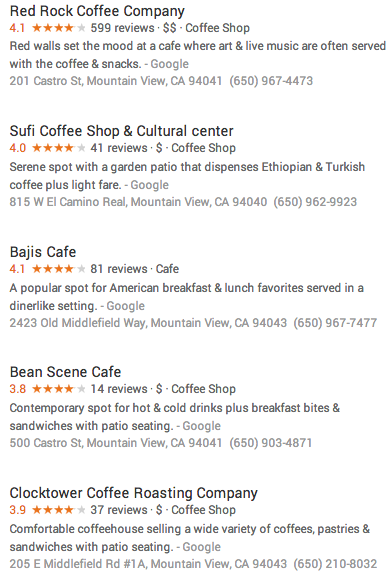 Red Rock Coffee Company
4.1 ★★★★★ 599 reviews · $$ · Coffee Shop
Red walls set the mood at a cafe where art & live music are often served
with the coffee & snacks. - Google
201 Castro St, Mountain View, CA 94041 (650) 967-4473
Sufi Coffee Shop & Cultural center
4.0 ★★★★★ 41 reviews · $ · Coffee Shop
Serene spot with a garden patio that dispenses Ethiopian & Turkish
coffee plus light fare. - Google
815 W El Camino Real, Mountain View, CA 94040 (650) 962-9923
Bajis Cafe
4.1 ★★★★★ 81 reviews · Cafe
A popular spot for American breakfast & lunch favorites served in a
dinerlike setting. - Google
2423 Old Middlefield Way, Mountain View, CA 94043 (650) 967-7477
Bean Scene Cafe
3.8 ★★★★★ 14 reviews · $ · Coffee Shop
Contemporary spot for hot & cold drinks plus breakfast bites &
sandwiches with patio seating. - Google
500 Castro St, Mountain View, CA 94041 (650) 903-4871
Clocktower Coffee Roasting Company
3.9 ★★★★★ 37 reviews · $ · Coffee Shop
Comfortable coffeehouse selling a wide variety of coffees, pastries &
sandwiches with patio seating. - Google
205 E Middlefield Rd #1A, Mountain View, CA 94043 (650) 210-8032